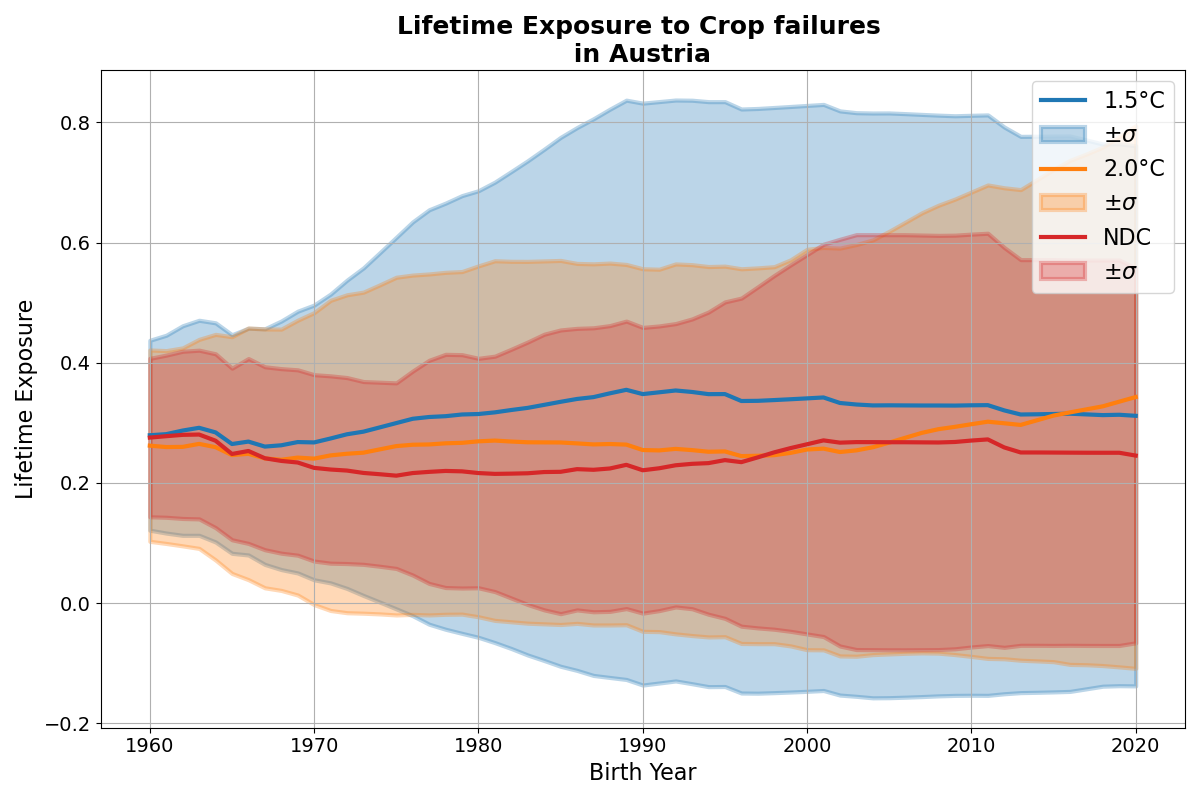 Lifetime Exposure to Crop failures
in Austria
Lifetime Exposure
0.8
0.6
0.4
0.2
0.0
−0.2
1960
1970
1980
1990
2000
2010
2020
Birth Year
1.5°C
±σ
2.0°C
±σ
NDC
±σ